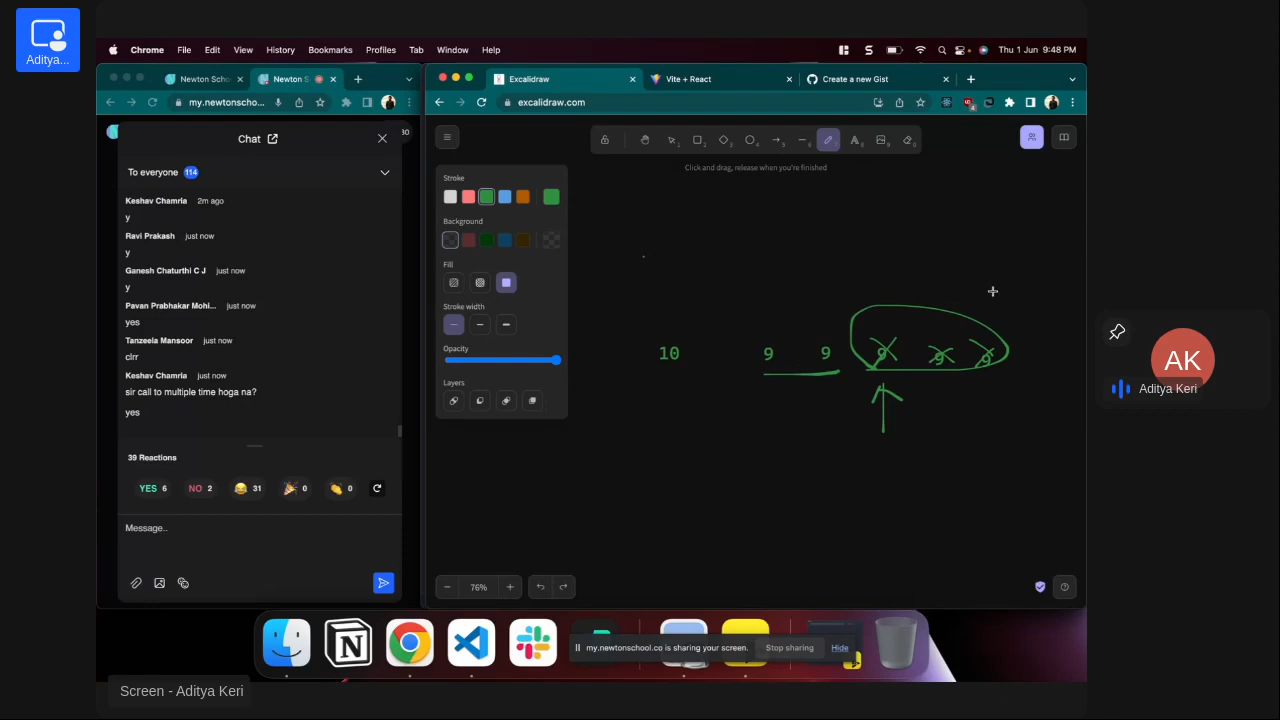 Aditya...
Chrome File Edit View History Bookmarks Profiles Tab Window Help
Thu 1 Jun 9:48 PM
Newton Scho
Newton S
Excalidraw
Vite + React
Create a new Gist
my.newtonscho...
excalidraw.com
Chat
To everyone 114
Keshav Chamria 2m ago
y
Ravi Prakash just now
y
Ganesh Chaturthi C J just now
y
Pavan Prabhakar Mohi... just now
yes
Tanzeela Mansoor just now
clrr
Keshav Chamria just now
sir call to multiple time hoga na?
yes
39 Reactions
YES 6 NO 2 😂 31 🎉 0 👏 0
Message..
Click and drag, release when you're finished
Stroke
Background
Fill
Stroke width
Opacity
Layers
10 9 9 9 9 9
76%
AK
Aditya Keri
my.newtonschool.co is sharing your screen. Stop sharing Hide
Screen - Aditya Keri